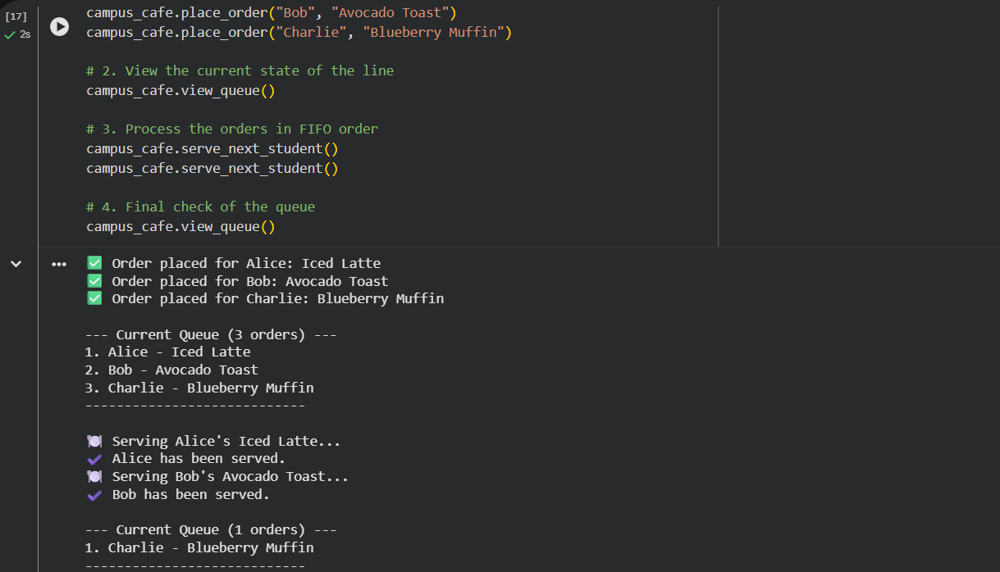 [17]
2s
campus_cafe.place_order("Bob", "Avocado Toast")
campus_cafe.place_order("Charlie", "Blueberry Muffin")
# 2. View the current state of the line
campus_cafe.view_queue()
# 3. Process the orders in FIFO order
campus_cafe.serve_next_student()
campus_cafe.serve_next_student()
# 4. Final check of the queue
campus_cafe.view_queue()
✅ Order placed for Alice: Iced Latte
✅ Order placed for Bob: Avocado Toast
✅ Order placed for Charlie: Blueberry Muffin
--- Current Queue (3 orders) ---
1. Alice - Iced Latte
2. Bob - Avocado Toast
3. Charlie - Blueberry Muffin
----------------------------
🍽️ Serving Alice's Iced Latte...
✔️ Alice has been served.
🍽️ Serving Bob's Avocado Toast...
✔️ Bob has been served.
--- Current Queue (1 orders) ---
1. Charlie - Blueberry Muffin
----------------------------